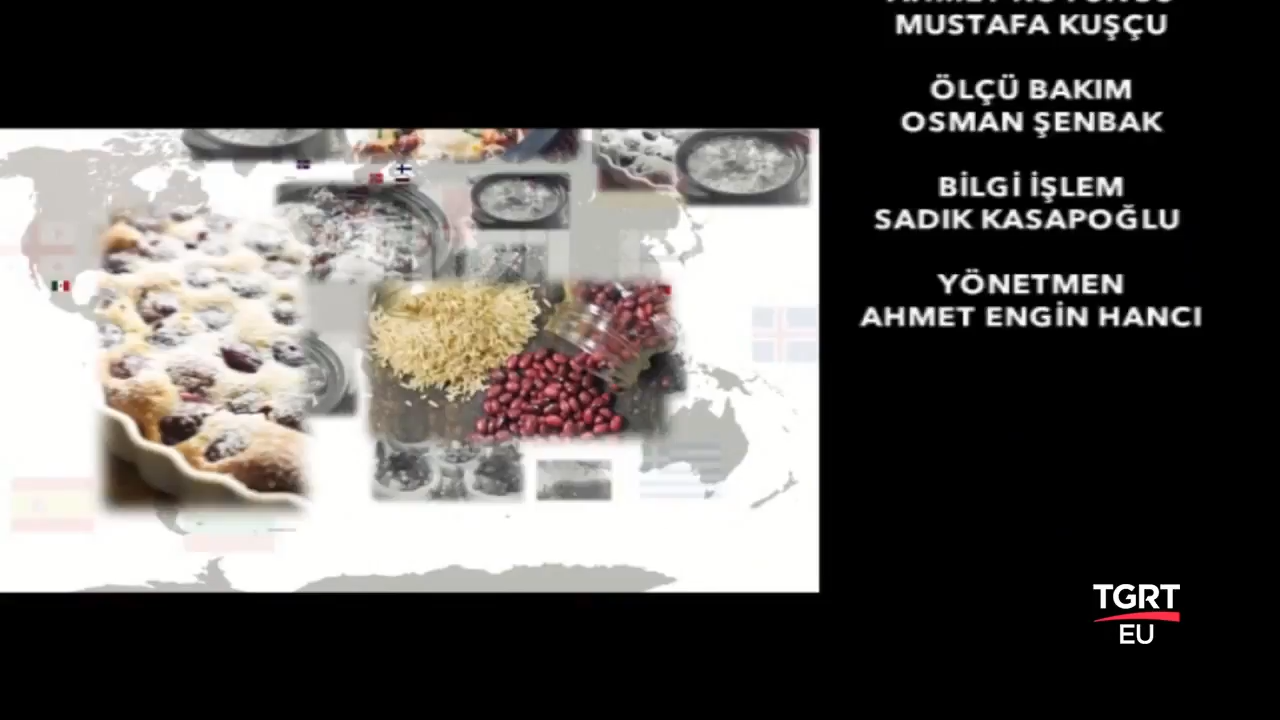 MUSTAFA KUŞÇU
ÖLÇÜ BAKIM
OSMAN ŞENBAK
BİLGİ İŞLEM
SADIK KASAPOĞLU
YÖNETMEN
AHMET ENGİN HANCI
TGRT
EU